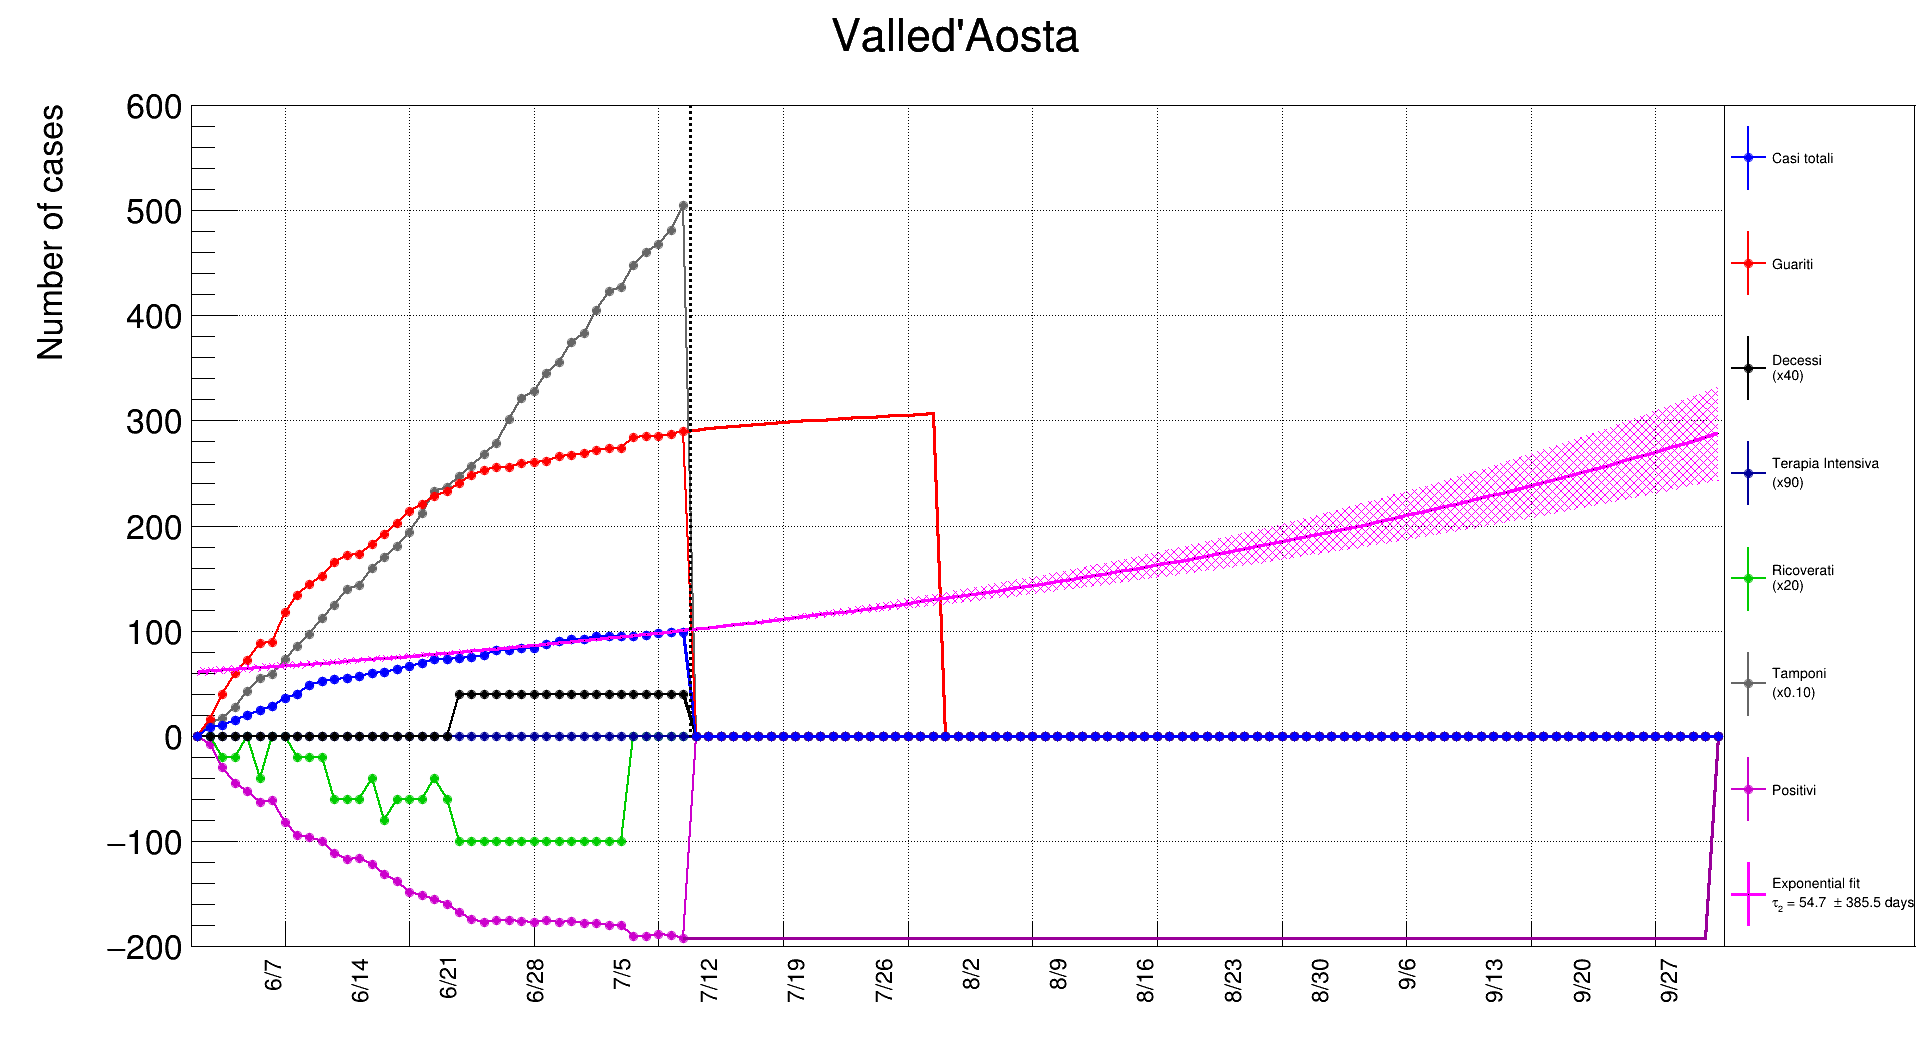 Valled'Aosta
Number of cases
600
500
400
300
200
100
0
−100
−200
6/7
6/14
6/21
6/28
7/5
7/12
7/19
7/26
8/2
8/9
8/16
8/23
8/30
9/6
9/13
9/20
9/27
Casi totali
Guariti
Decessi
(x40)
Terapia Intensiva
(x90)
Ricoverati
(x20)
Tamponi
(x0.10)
Positivi
Exponential fit
τ2 = 54.7 ± 385.5 days